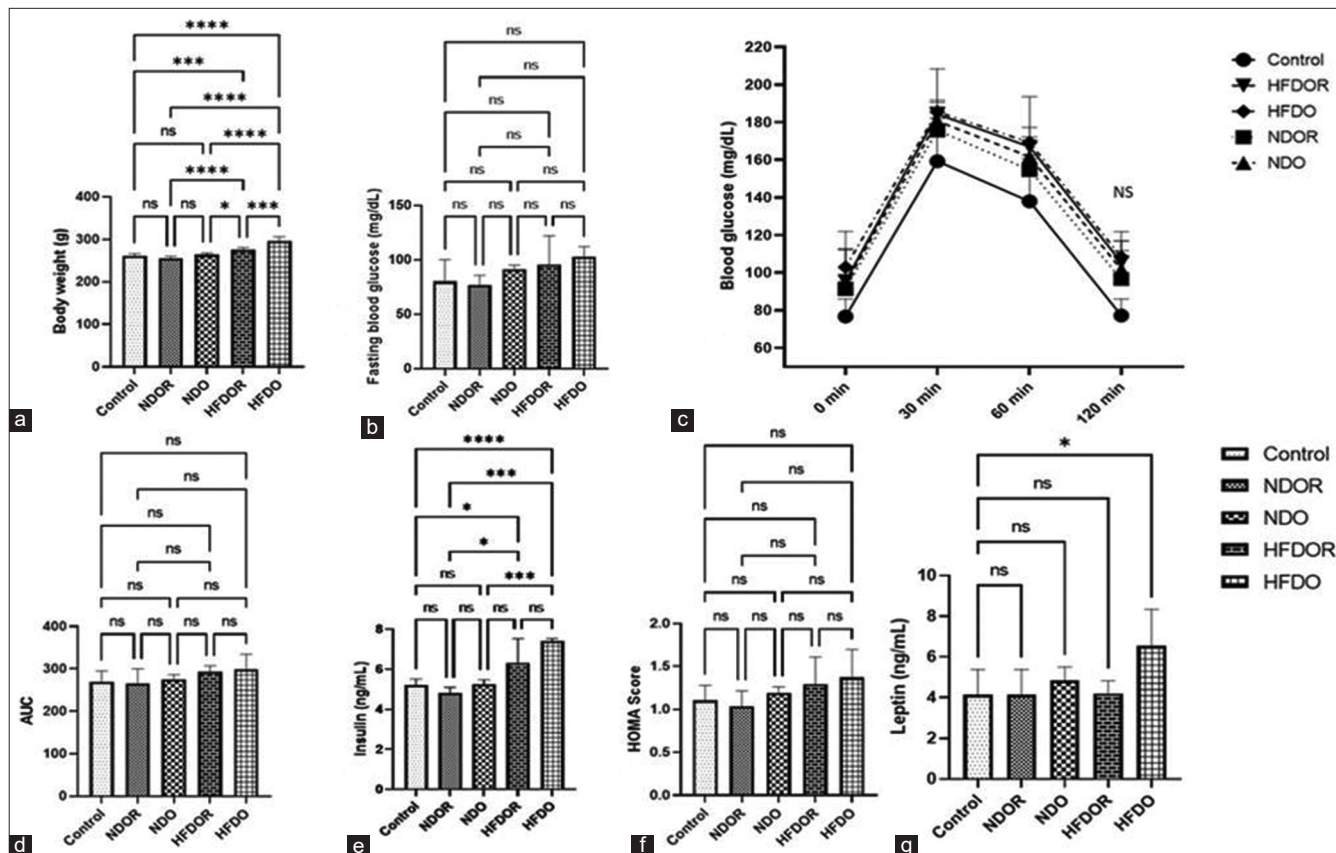 ****
***
****
ns
****
****
ns
ns
*
***
Body weight (g)
400
300
200
100
0
Control
NDOR
NDO
HFDOR
HFDO
a
ns
ns
ns
ns
ns
ns
ns
ns
ns
ns
Fasting blood glucose (mg/dL)
150
100
50
0
Control
NDOR
NDO
HFDOR
HFDO
b
Blood glucose (mg/dL)
220
200
180
160
140
120
100
80
60
NS
0 min
30 min
60 min
120 min
Control
HFDOR
HFDO
NDOR
NDO
c
ns
ns
ns
ns
ns
ns
ns
ns
ns
ns
AUC
400
300
200
100
0
Control
NDOR
NDO
HFDOR
HFDO
d
****
***
*
*
ns
***
ns
ns
ns
ns
Insulin (ng/mL)
8
6
4
2
0
Control
NDOR
NDO
HFDOR
HFDO
e
ns
ns
ns
ns
ns
ns
ns
ns
ns
ns
HOMA Score
2.0
1.5
1.0
0.5
0.0
Control
NDOR
NDO
HFDOR
HFDO
f
*
ns
ns
ns
Leptin (ng/mL)
10
8
6
4
2
0
Control
NDOR
NDO
HFDOR
HFDO
g
Control
NDOR
NDO
HFDOR
HFDO